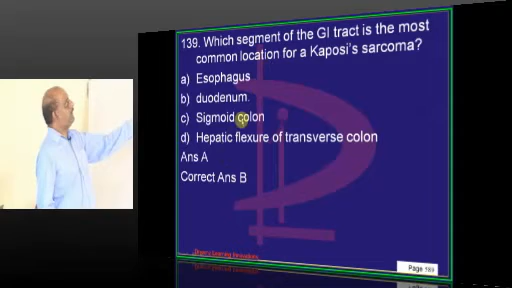 139. Which segment of the GI tract is the most
common location for a Kaposi's sarcoma?
a) Esophagus
b) duodenum.
c) Sigmoid colon
d) Hepatic flexure of transverse colon
Ans A
Correct Ans B
Page 189